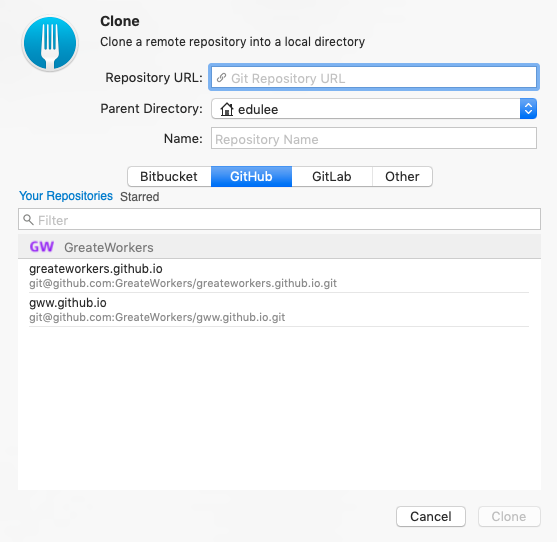 Clone
Clone a remote repository into a local directory
Repository URL: Git Repository URL
Parent Directory: edulee
Name: Repository Name
Bitbucket GitHub GitLab Other
Your Repositories Starred
Filter
GW GreateWorkers
greateworkers.github.io
git@github.com:GreateWorkers/greateworkers.github.io.git
gww.github.io
git@github.com:GreateWorkers/gww.github.io.git
Cancel Clone